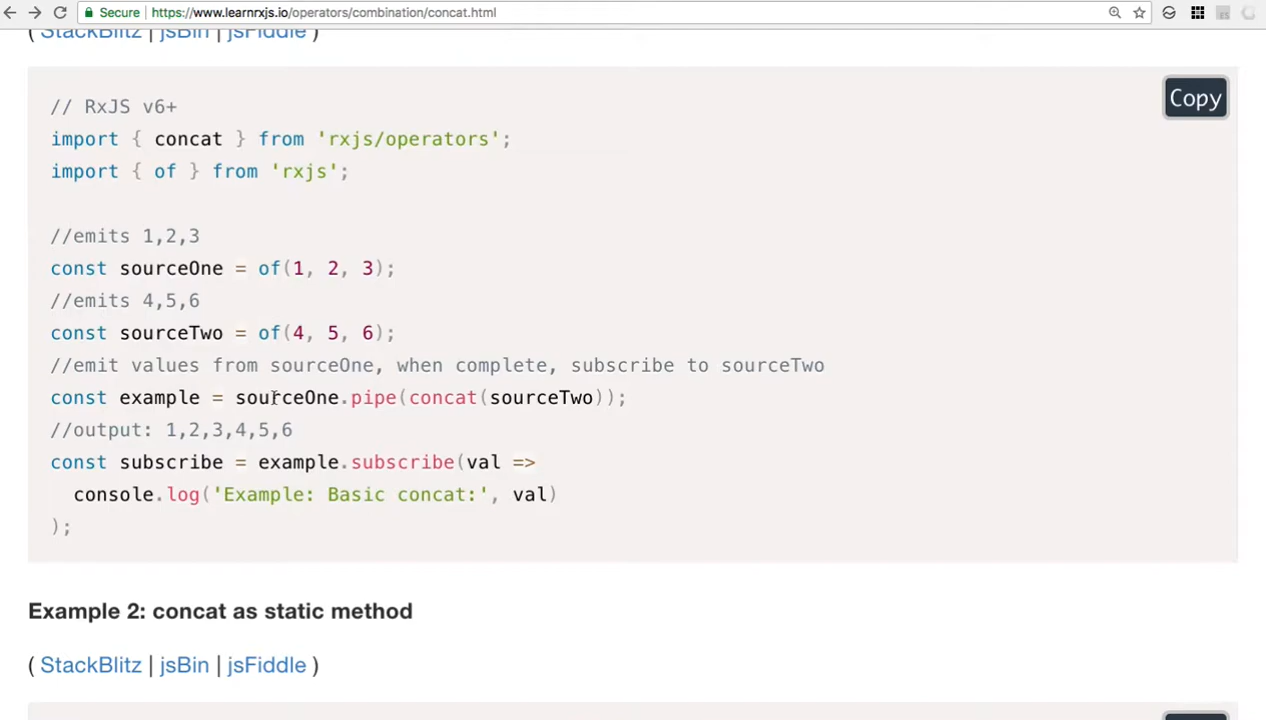 Secure | https://www.learnrxjs.io/operators/combination/concat.html
( StackBlitz | jsBin | jsFiddle )
Copy
// RxJS v6+
import { concat } from 'rxjs/operators';
import { of } from 'rxjs';
//emits 1,2,3
const sourceOne = of(1, 2, 3);
//emits 4,5,6
const sourceTwo = of(4, 5, 6);
//emit values from sourceOne, when complete, subscribe to sourceTwo
const example = sourceOne.pipe(concat(sourceTwo));
//output: 1,2,3,4,5,6
const subscribe = example.subscribe(val =>
  console.log('Example: Basic concat:', val)
);
Example 2: concat as static method
( StackBlitz | jsBin | jsFiddle )